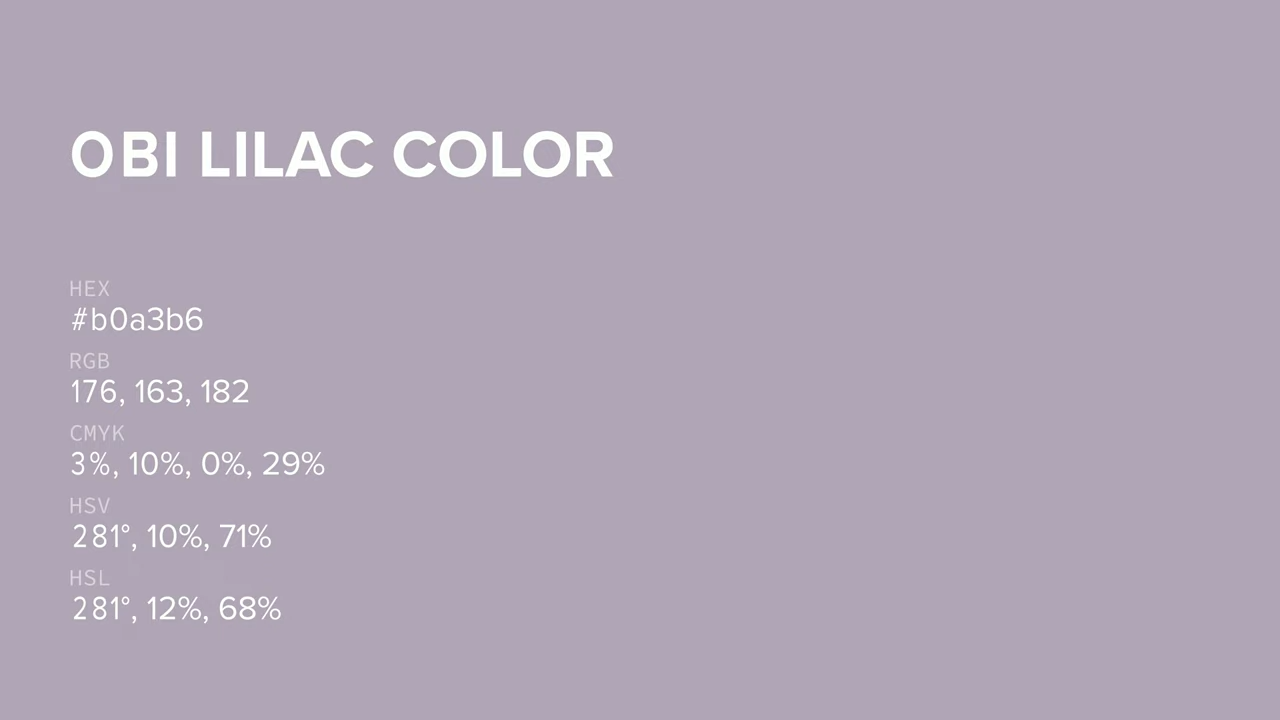 OBI LILAC COLOR
HEX
#b0a3b6
RGB
176, 163, 182
CMYK
3%, 10%, 0%, 29%
HSV
281°, 10%, 71%
HSL
281°, 12%, 68%